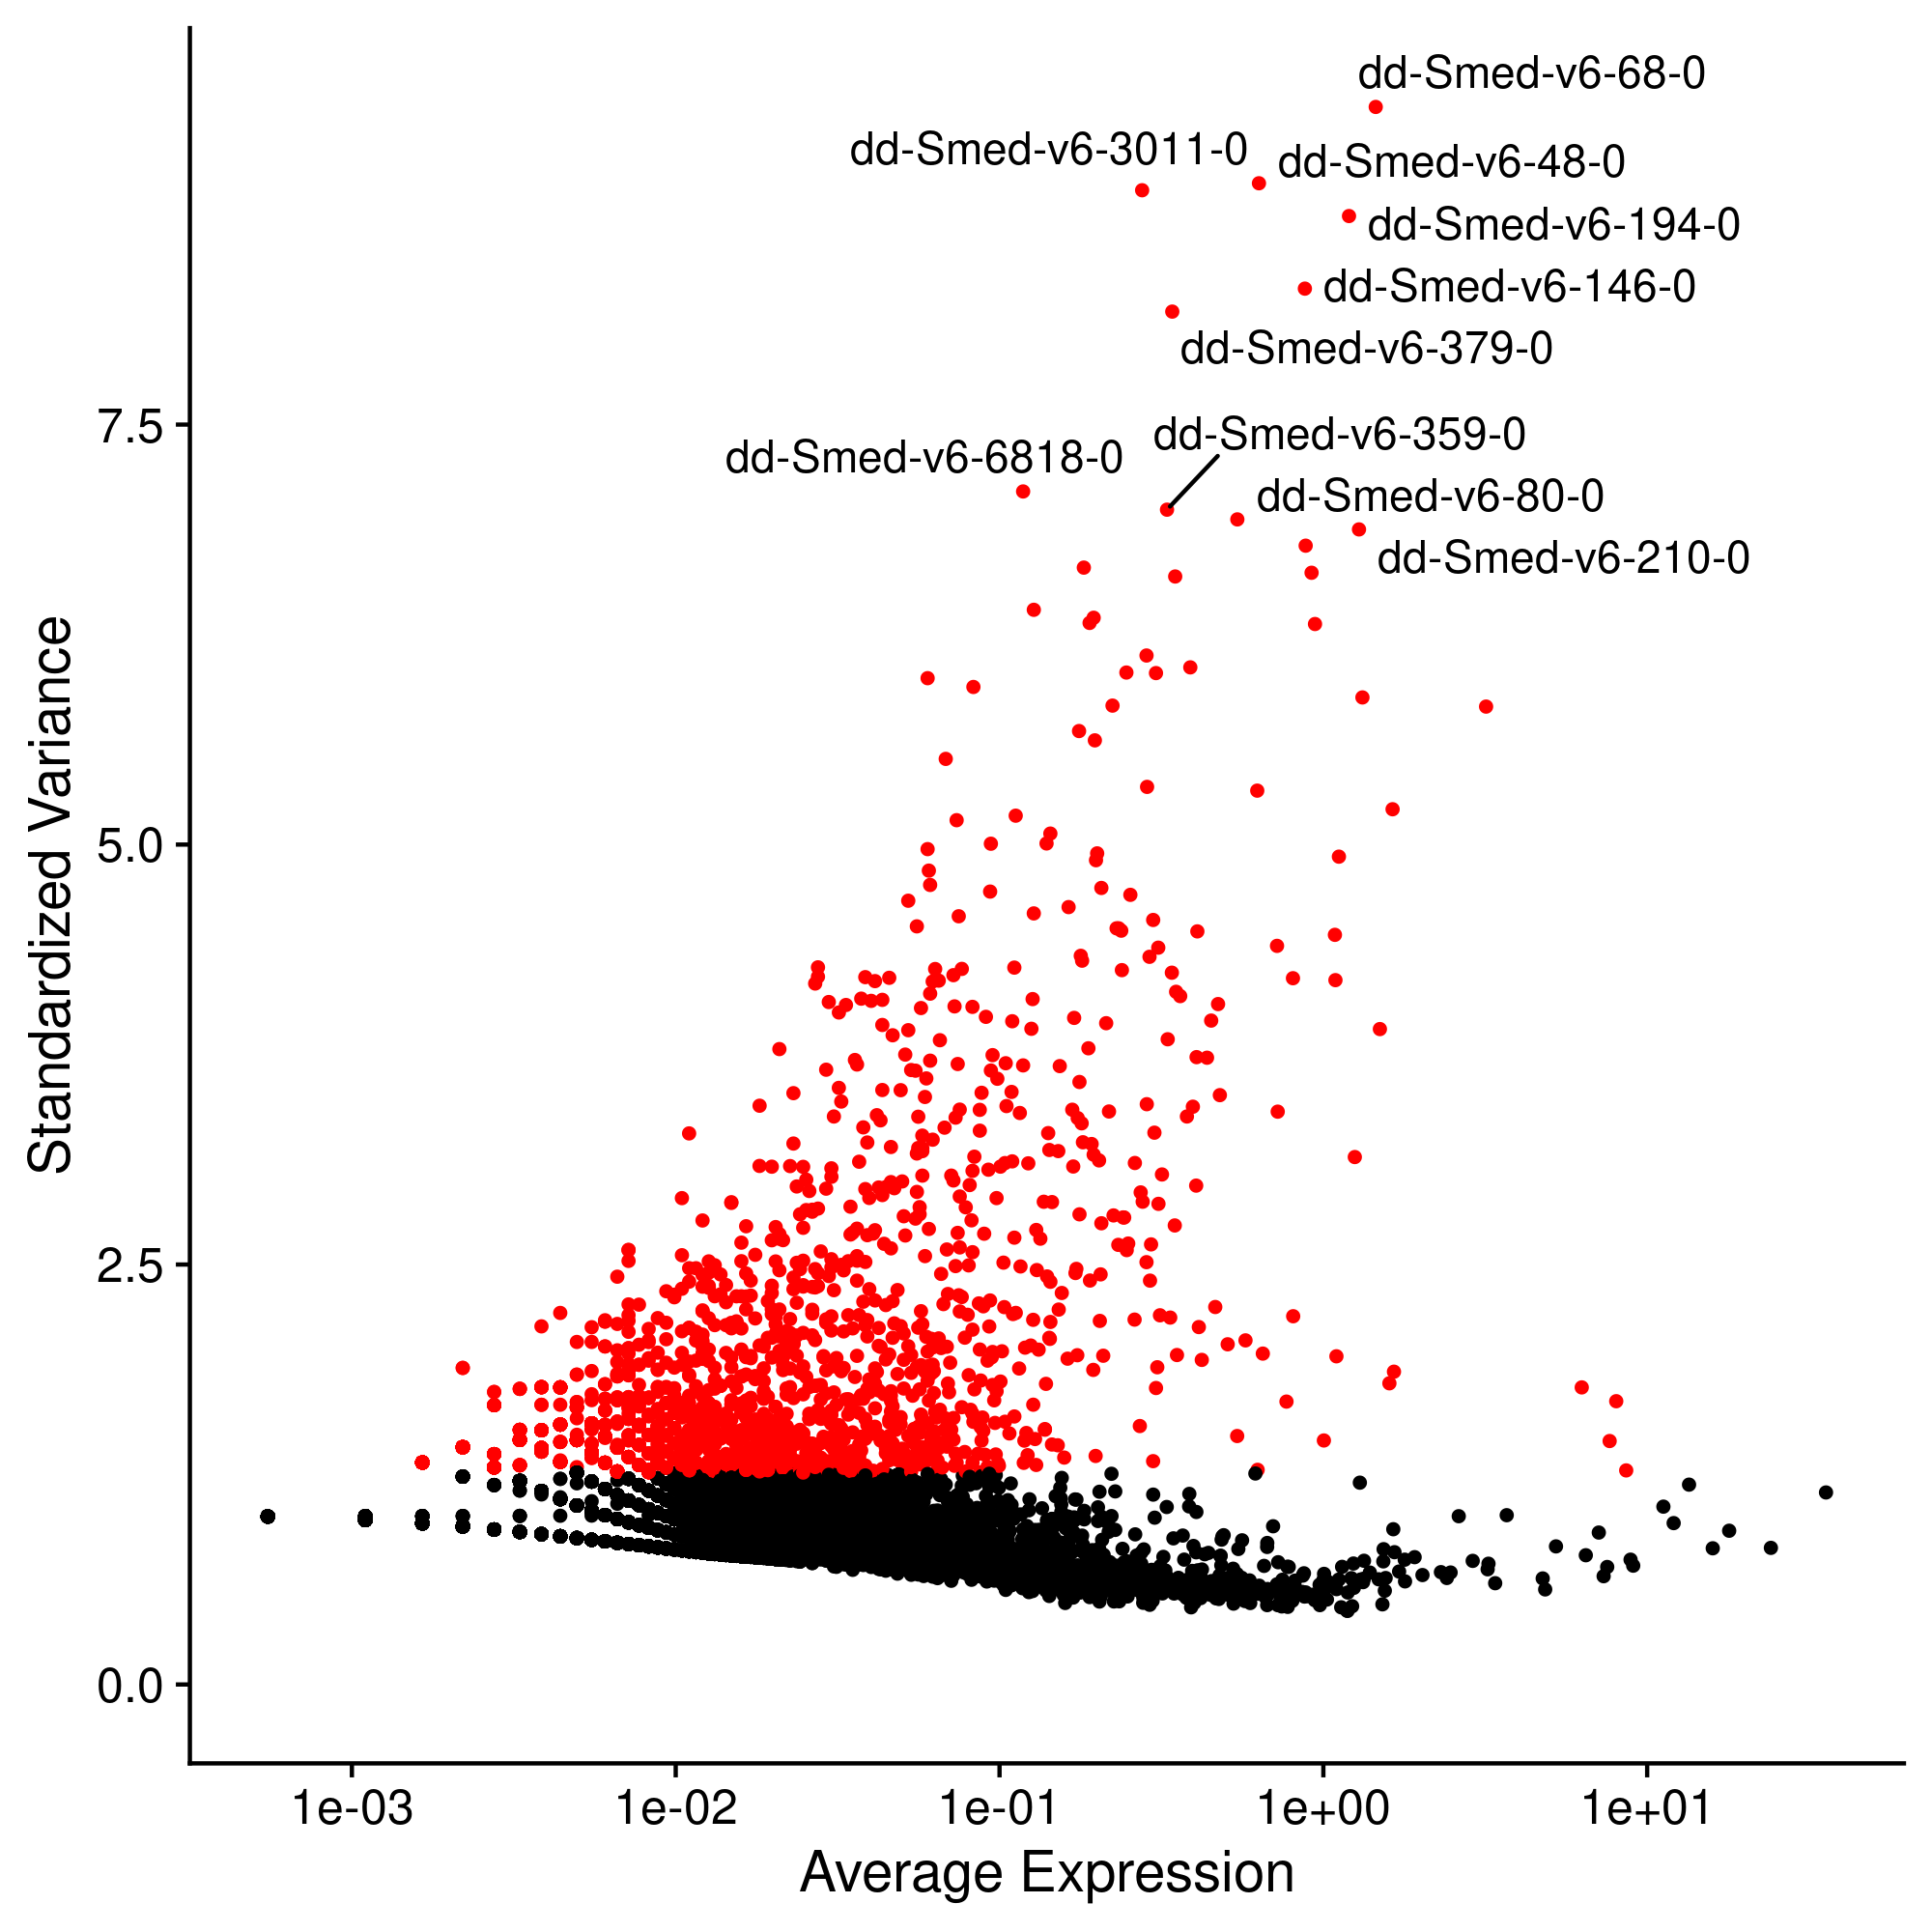 dd-Smed-v6-68-0
dd-Smed-v6-3011-0
dd-Smed-v6-48-0
dd-Smed-v6-194-0
dd-Smed-v6-146-0
dd-Smed-v6-379-0
dd-Smed-v6-359-0
dd-Smed-v6-6818-0
dd-Smed-v6-80-0
dd-Smed-v6-210-0
Standardized Variance
7.5
5.0
2.5
0.0
1e-03 1e-02 1e-01 1e+00 1e+01
Average Expression